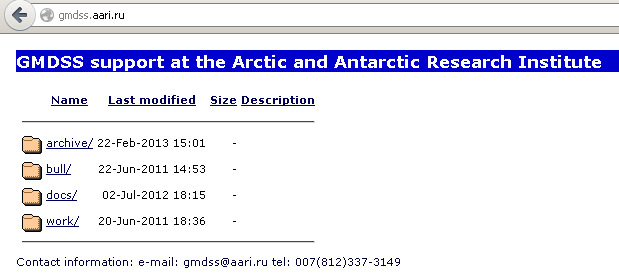 gmdss.aari.ru
GMDSS support at the Arctic and Antarctic Research Institute
Name Last modified Size Description
archive/ 22-Feb-2013 15:01 -
bull/ 22-Jun-2011 14:53 -
docs/ 02-Jul-2012 18:15 -
work/ 20-Jun-2011 18:36 -
Contact information: e-mail: gmdss@aari.ru tel: 007(812)337-3149